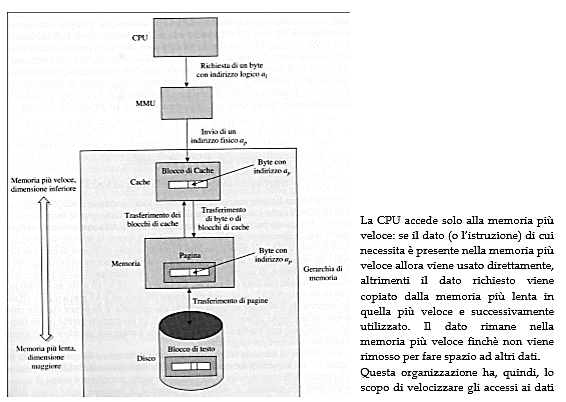 CPU
Richiesta di un byte
con indirizzo logico a
MMU
Invio di un
indirizzo fisico ap
Memoria più veloce,
dimensione inferiore
Blocco di Cache
Byte con
indirizzo ap
Cache
Trasferimento dei
blocchi di cache
Trasferimento
di byte o di
blocchi di cache
Pagina
Byte con
indirizzo ap
Memoria
Gerarchia di
memoria
Trasferimento di pagine
Memoria più lenta,
dimensione
maggiore
Blocco di testo
Disco
La CPU accede solo alla memoria più
veloce: se il dato (o l'istruzione) di cui
necessita è presente nella memoria più
veloce allora viene usato direttamente,
altrimenti il dato richiesto viene
copiato dalla memoria più lenta in
quella più veloce e successivamente
utilizzato. Il dato rimane nella
memoria più veloce finchè non viene
rimosso per fare spazio ad altri dati.
Questa organizzazione ha, quindi, lo
scopo di velocizzare gli accessi ai dati